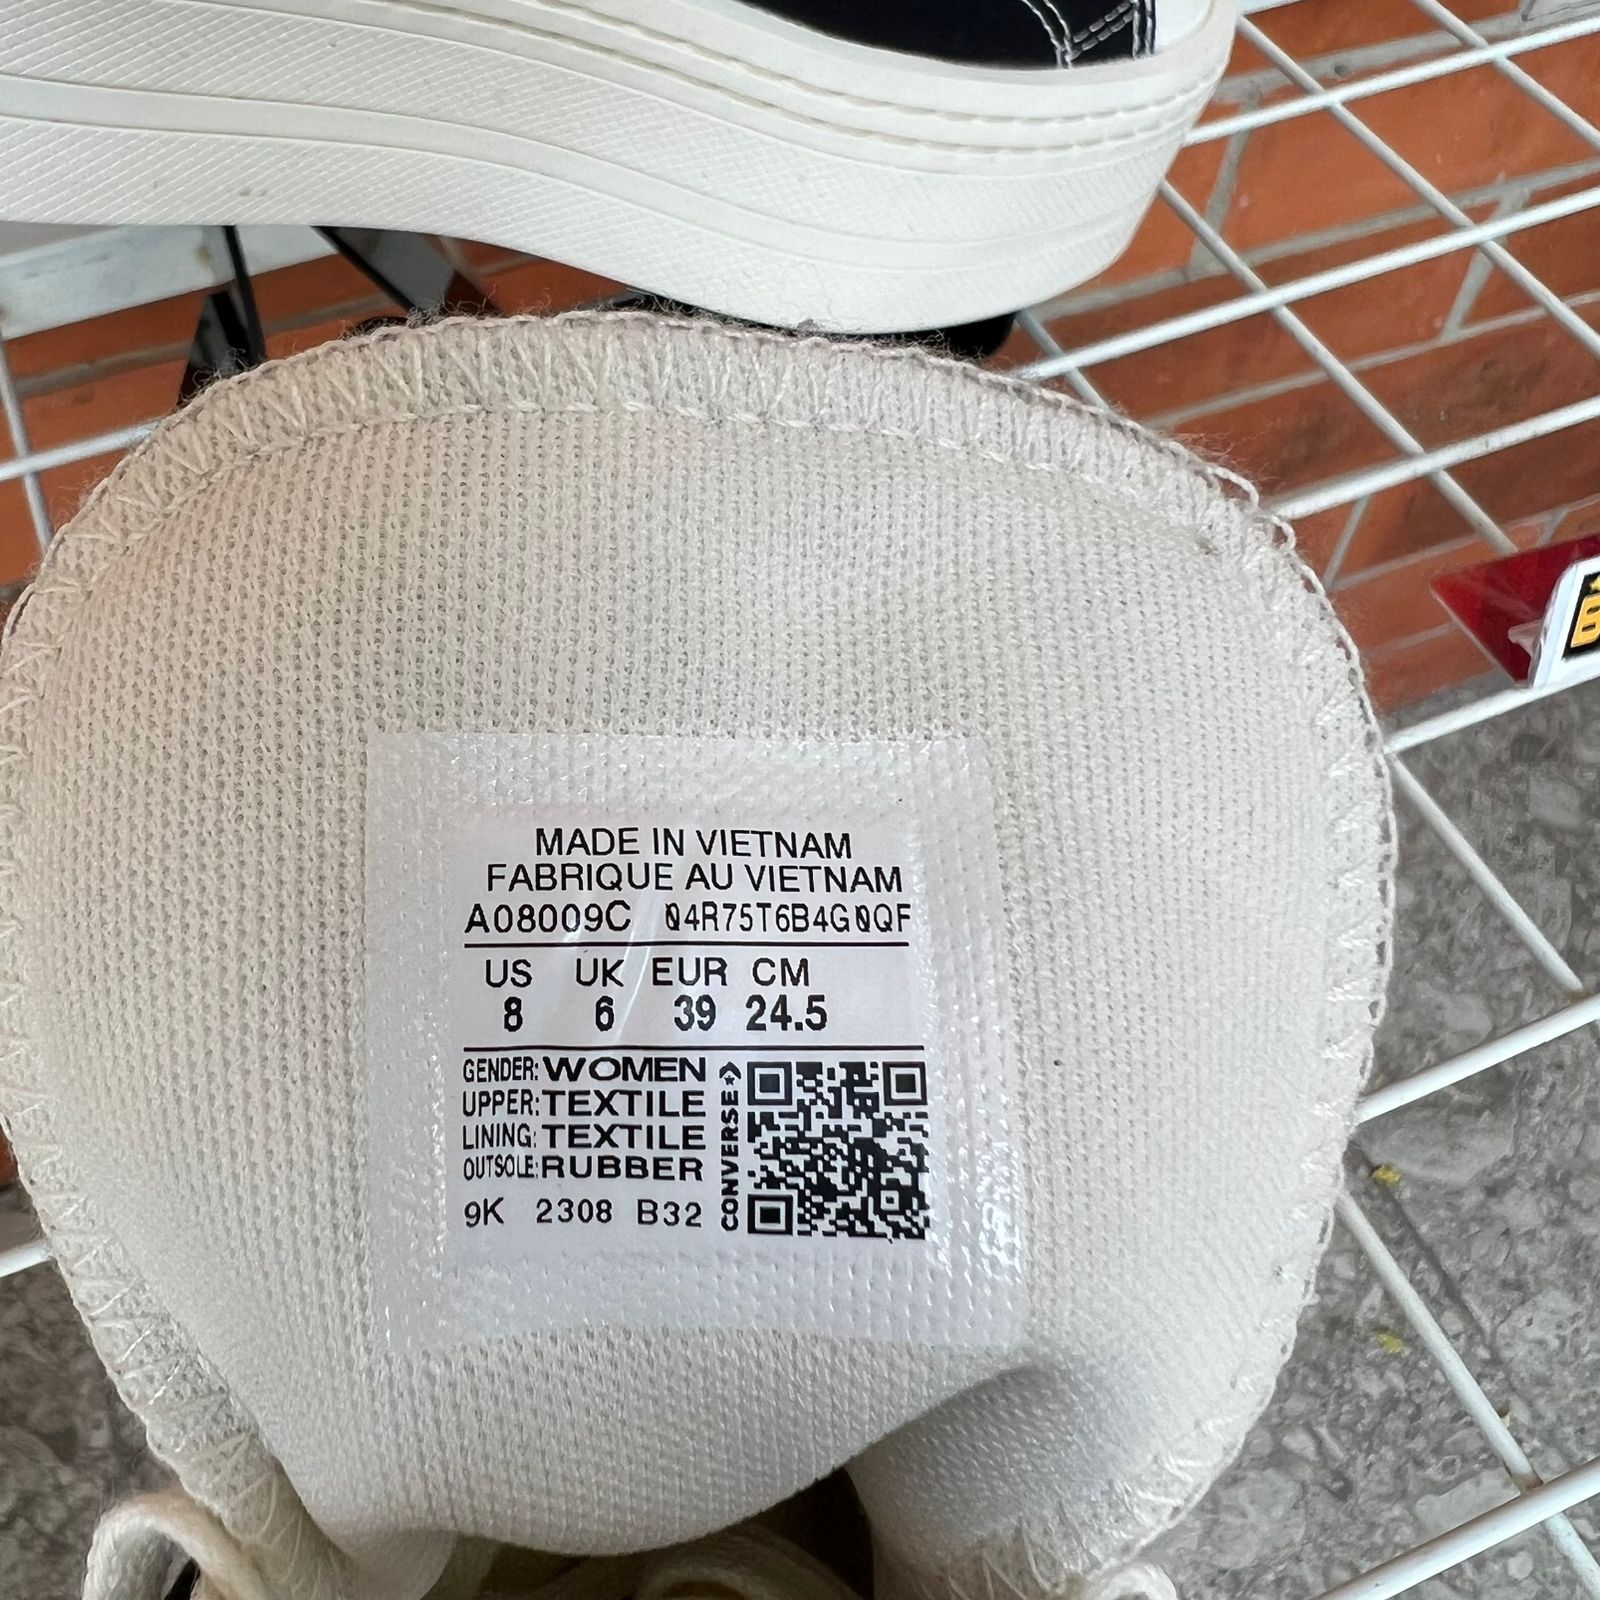 MADE IN VIETNAM
FABRIQUE AU VIETNAM
A08009C 04R75T6B4G0QF
US UK EUR CM
8 6 39 24.5
GENDER: WOMEN
UPPER: TEXTILE
LINING: TEXTILE
OUTSOLE: RUBBER
9K 2308 B32
CONVERSE